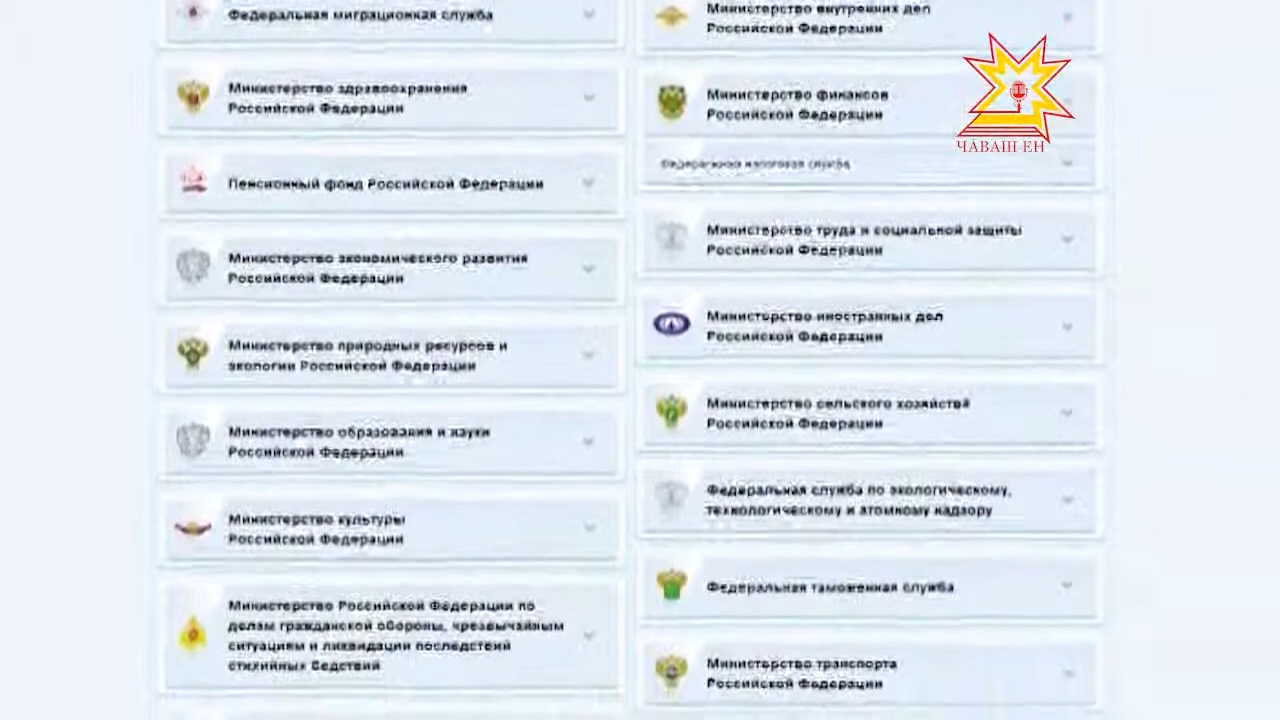 Федеральная миграционная служба
Министерство здравоохранения
Российской Федерации
Пенсионный фонд Российской Федерации
Министерство экономического развития
Российской Федерации
Министерство природных ресурсов и
экологии Российской Федерации
Министерство образования и науки
Российской Федерации
Министерство культуры
Российской Федерации
Министерство Российской Федерации по
делам гражданской обороны, чрезвычайным
ситуациям и ликвидации последствий
стихийных бедствий
Министерство внутренних дел
Российской Федерации
Министерство финансов
Российской Федерации
Федеральная налоговая служба
Министерство труда и социальной защиты
Российской Федерации
Министерство иностранных дел
Российской Федерации
Министерство сельского хозяйства
Российской Федерации
Федеральная служба по экологическому,
технологическому и атомному надзору
Федеральная таможенная служба
Министерство транспорта
Российской Федерации
ЧӐВАШ ЕН